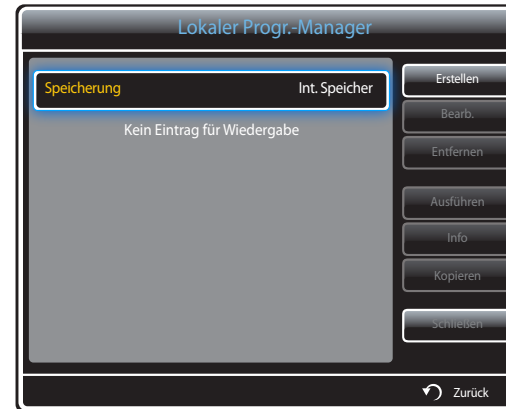 Lokaler Progr.-Manager
Speicherung Int. Speicher
Kein Eintrag für Wiedergabe
Erstellen
Bearb.
Entfernen
Ausführen
Info
Kopieren
Schließen
Zurück